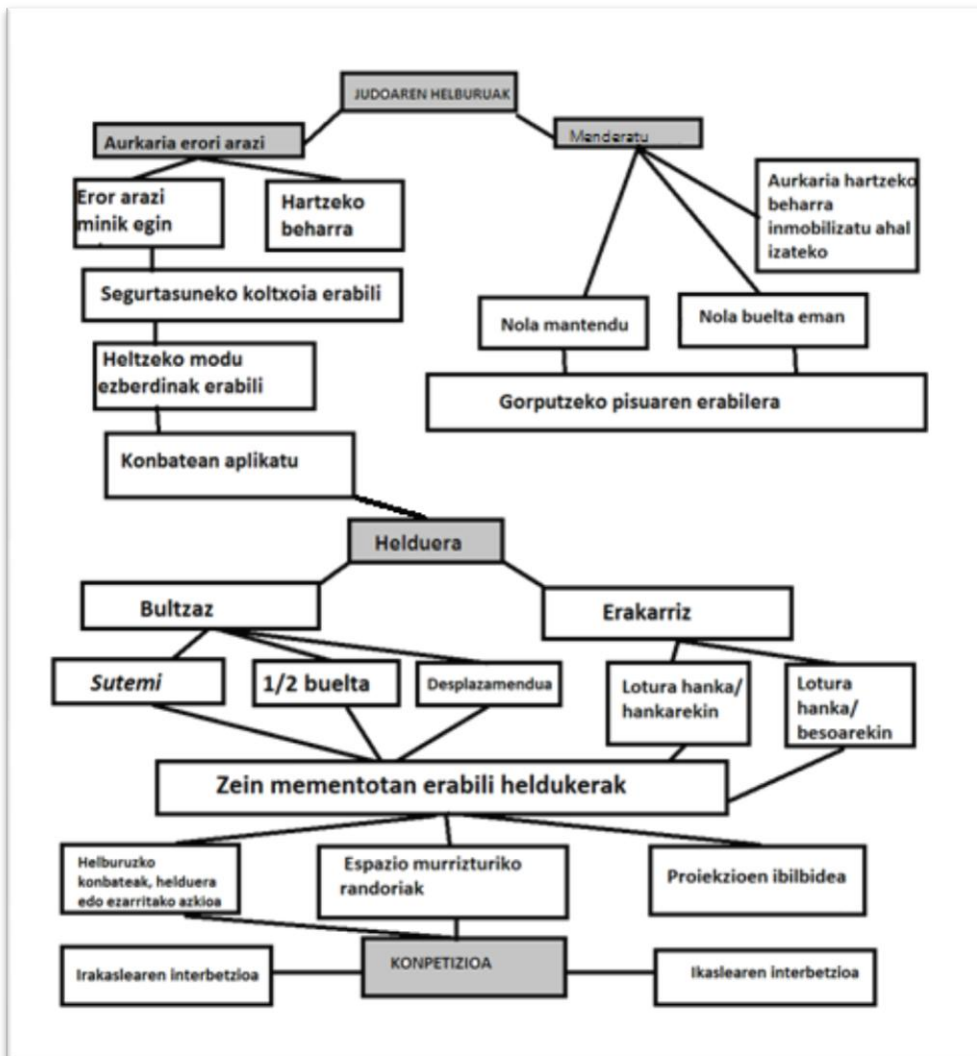 JUDOAREN HELBURUAK
Aurkaria erori arazi
Menderatu
Eror arazi
minik egin
Hartzeko
beharra
Aurkaria hartzeko
beharra
inmobilizatu ahal
izateko
Segurtasuneko koltxoia erabili
Nola mantendu
Nola buelta eman
Heltzeko modu
ezberdinak erabili
Gorputzeko pisuaren erabilera
Konbatean aplikatu
Helduera
Bultzaz
Erakarriz
Sutemi
1/2 buelta
Desplazamendua
Lotura hanka/
hankarekin
Lotura
hanka/
besoarekin
Zein mementotan erabili heldukerak
Helburuzko
konbateak, helduera
edo ezarritako azkioa
Espazio murrizturiko
randoriak
Proiekzioen ibilbidea
Irakaslearen interbetzioa
KONPETIZIOA
Ikaslearen interbetzioa